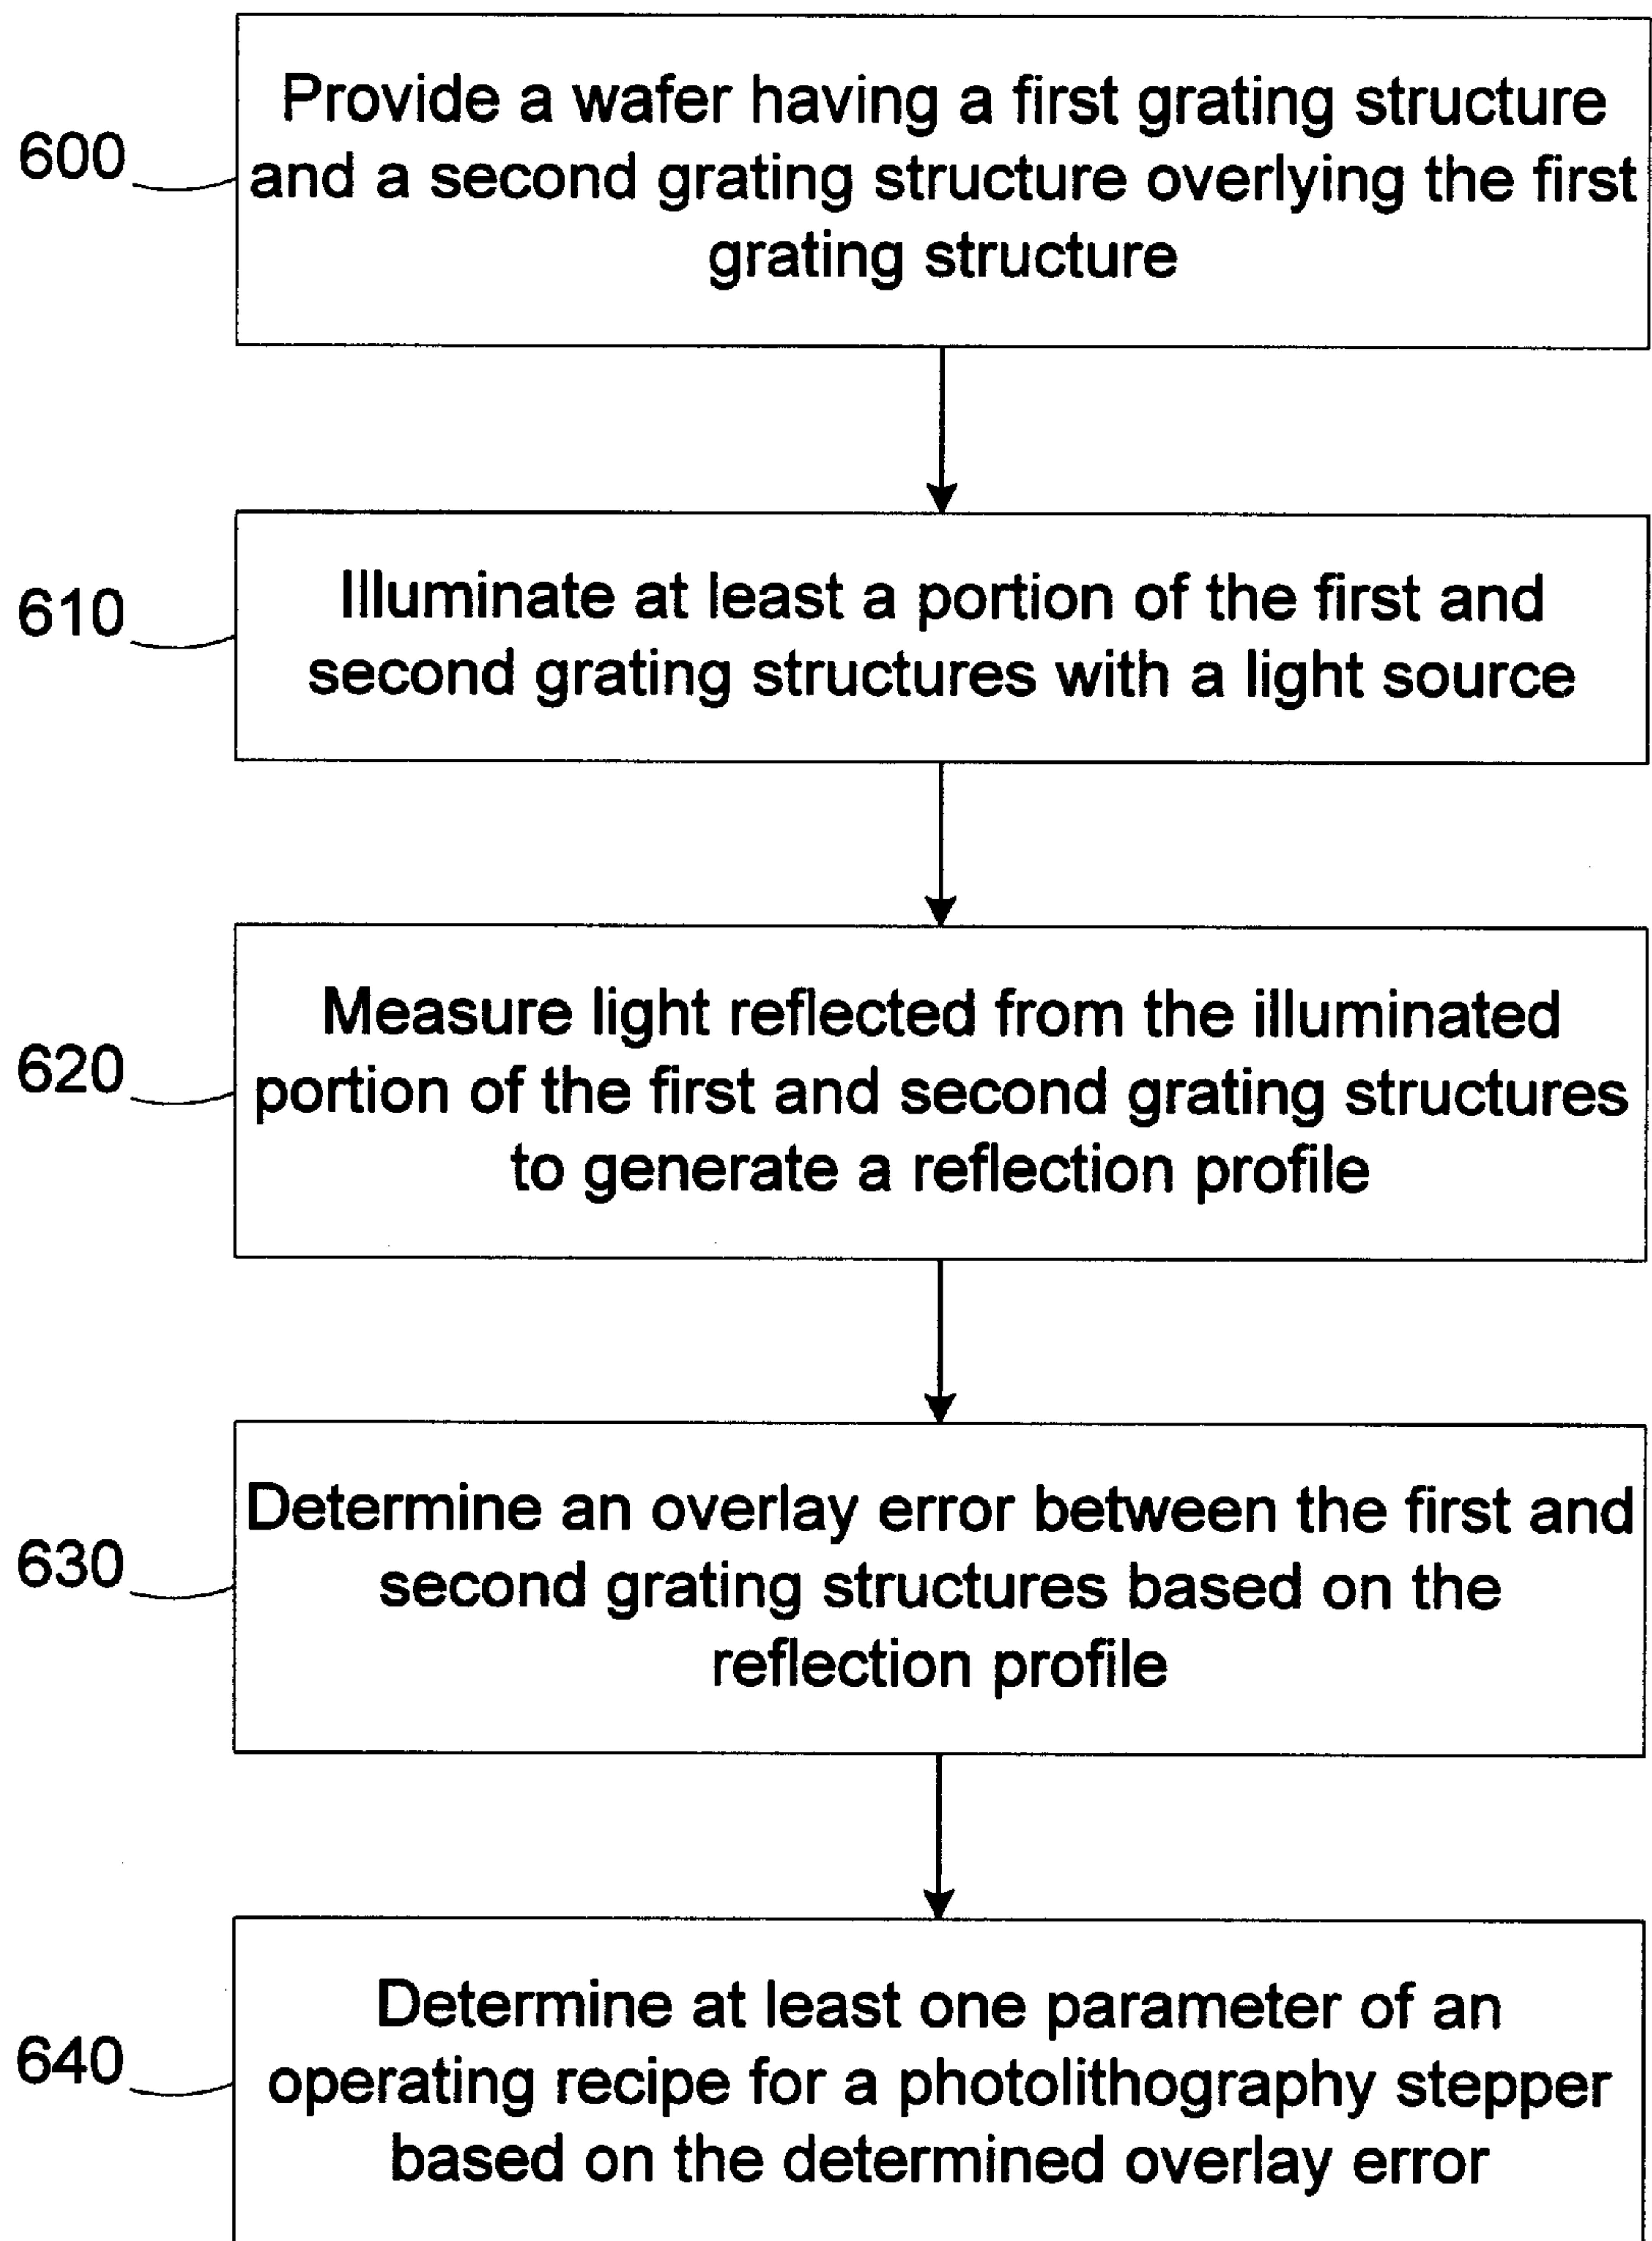 Provide a wafer having a first grating structure
600
and a second grating structure overlying the first
grating structure
Illuminate at least a portion of the first and
610
second grating structures with a light source
Measure light reflected from the illuminated
620
portion of the first and second grating structures
to generate a reflection profile
Determine an overlay error between the first and
630
second grating structures based on the
reflection profile
Determine at least one parameter of an
640
operating recipe for a photolithography stepper
based on the determined overlay error